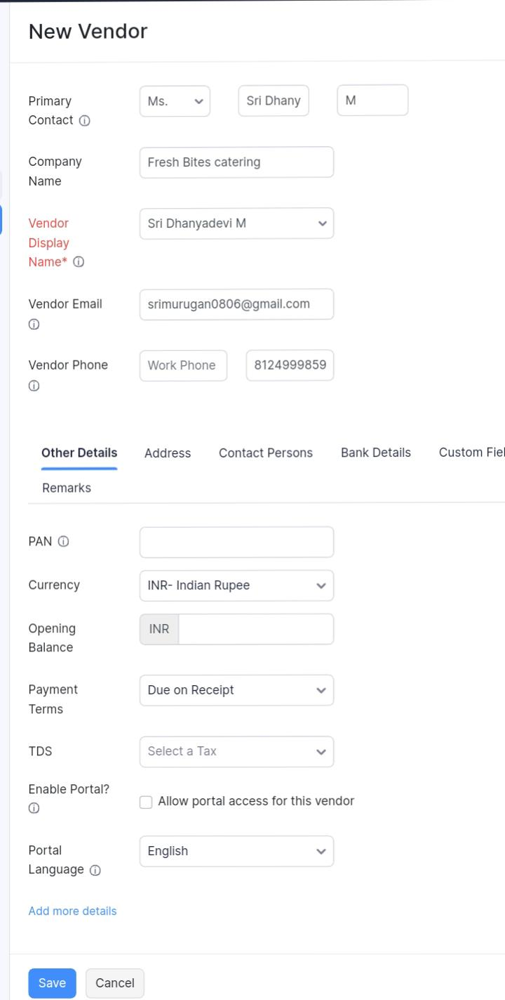 New Vendor
Primary
Contact
Ms.
Sri Dhany
M
Company
Name
Fresh Bites catering
Vendor
Display
Name*
Sri Dhanyadevi M
Vendor Email
srimurugan0806@gmail.com
Vendor Phone
Work Phone
8124999859
Other Details Address Contact Persons Bank Details Custom Fiel
Remarks
PAN
Currency
INR- Indian Rupee
Opening
Balance
INR
Payment
Terms
Due on Receipt
TDS
Select a Tax
Enable Portal?
Allow portal access for this vendor
Portal
Language
English
Add more details
Save Cancel